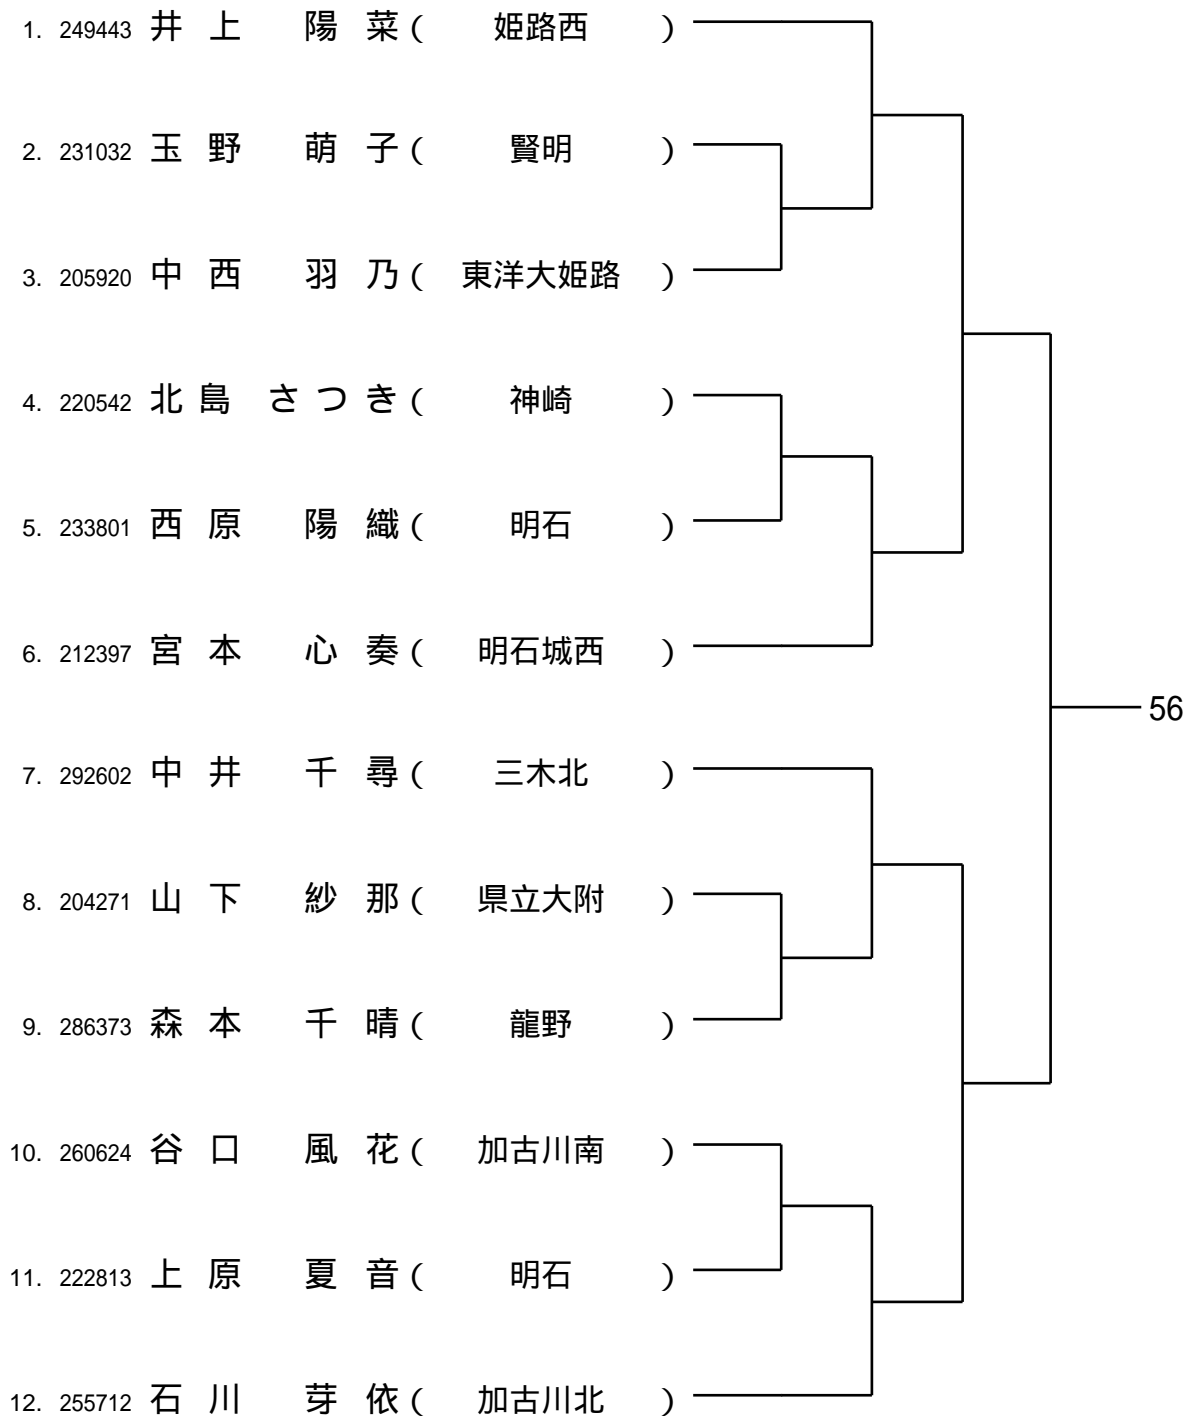 1. 249443 井上 陽菜 ( 姫路西 )
2. 231032 玉野 萌子 ( 賢明 )
3. 205920 中西 羽乃 ( 東洋大姫路 )
4. 220542 北島 さつき ( 神崎 )
5. 233801 西原 陽織 ( 明石 )
6. 212397 宮本 心奏 ( 明石城西 )
56
7. 292602 中井 千尋 ( 三木北 )
8. 204271 山下 紗那 ( 県立大附 )
9. 286373 森本 千晴 ( 龍野 )
10. 260624 谷口 風花 ( 加古川南 )
11. 222813 上原 夏音 ( 明石 )
12. 255712 石川 芽依 ( 加古川北 )